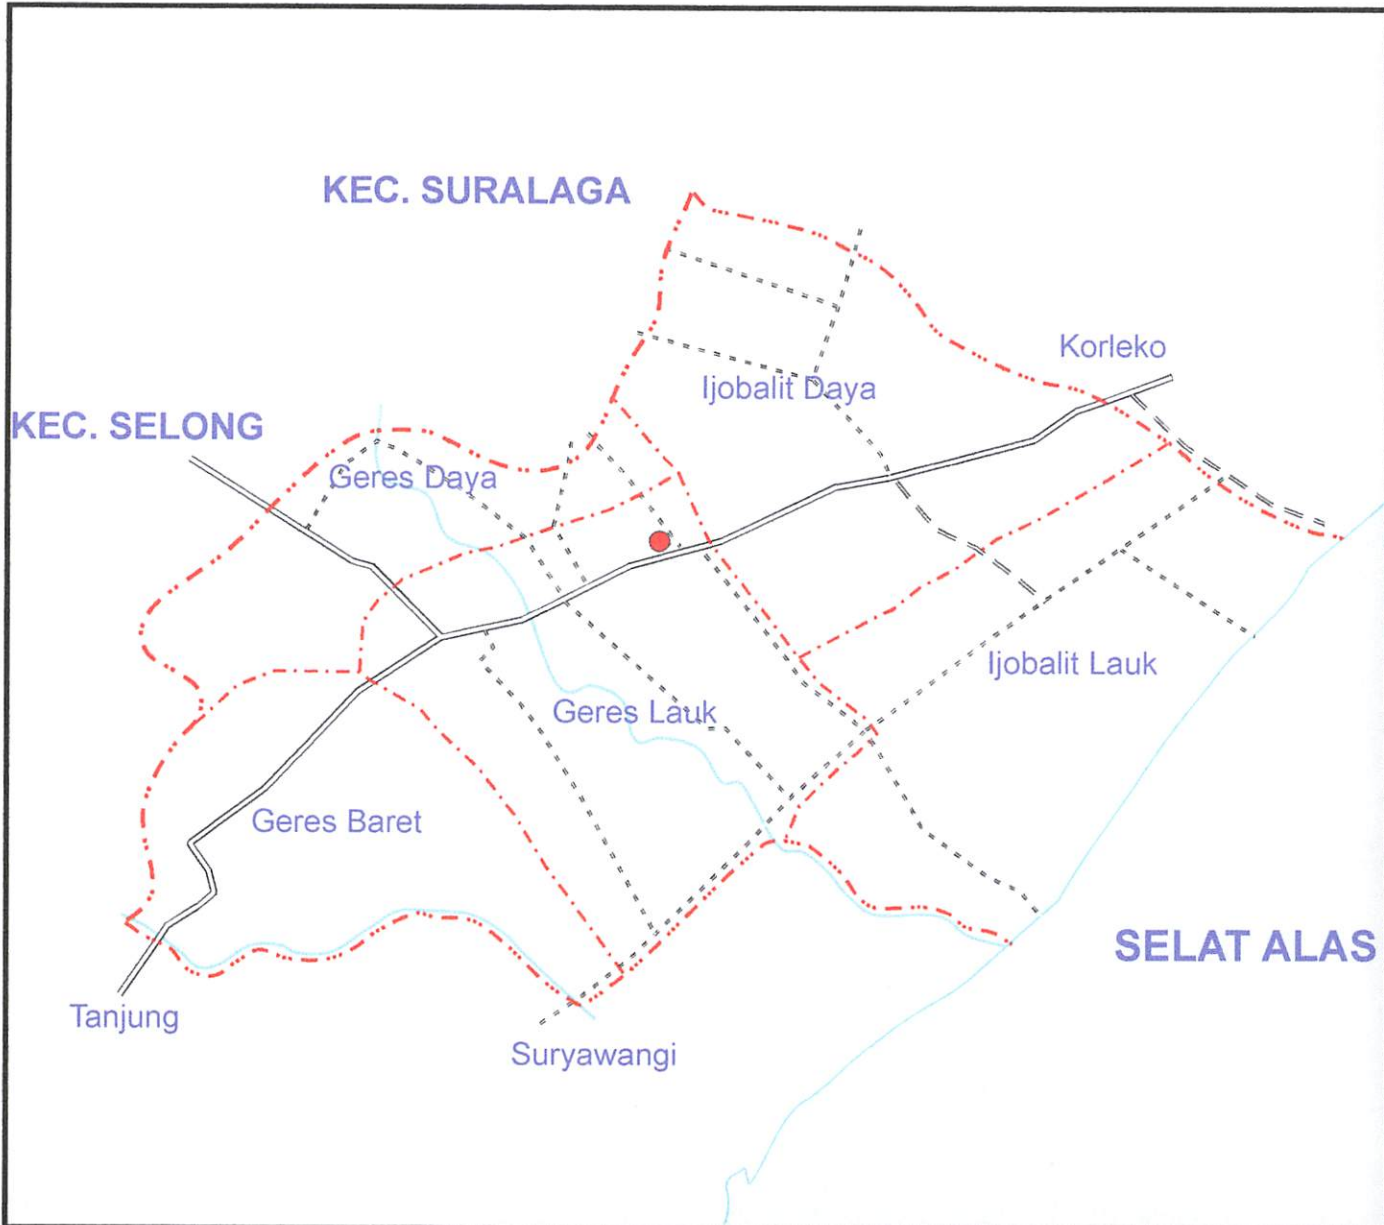 KEC. SURALAGA
Korleko
Ijobalit Daya
KEC. SELONG
Geres Daya
Ijobalit Lauk
Geres Lauk
Geres Baret
SELAT ALAS
Tanjung
Suryawangi